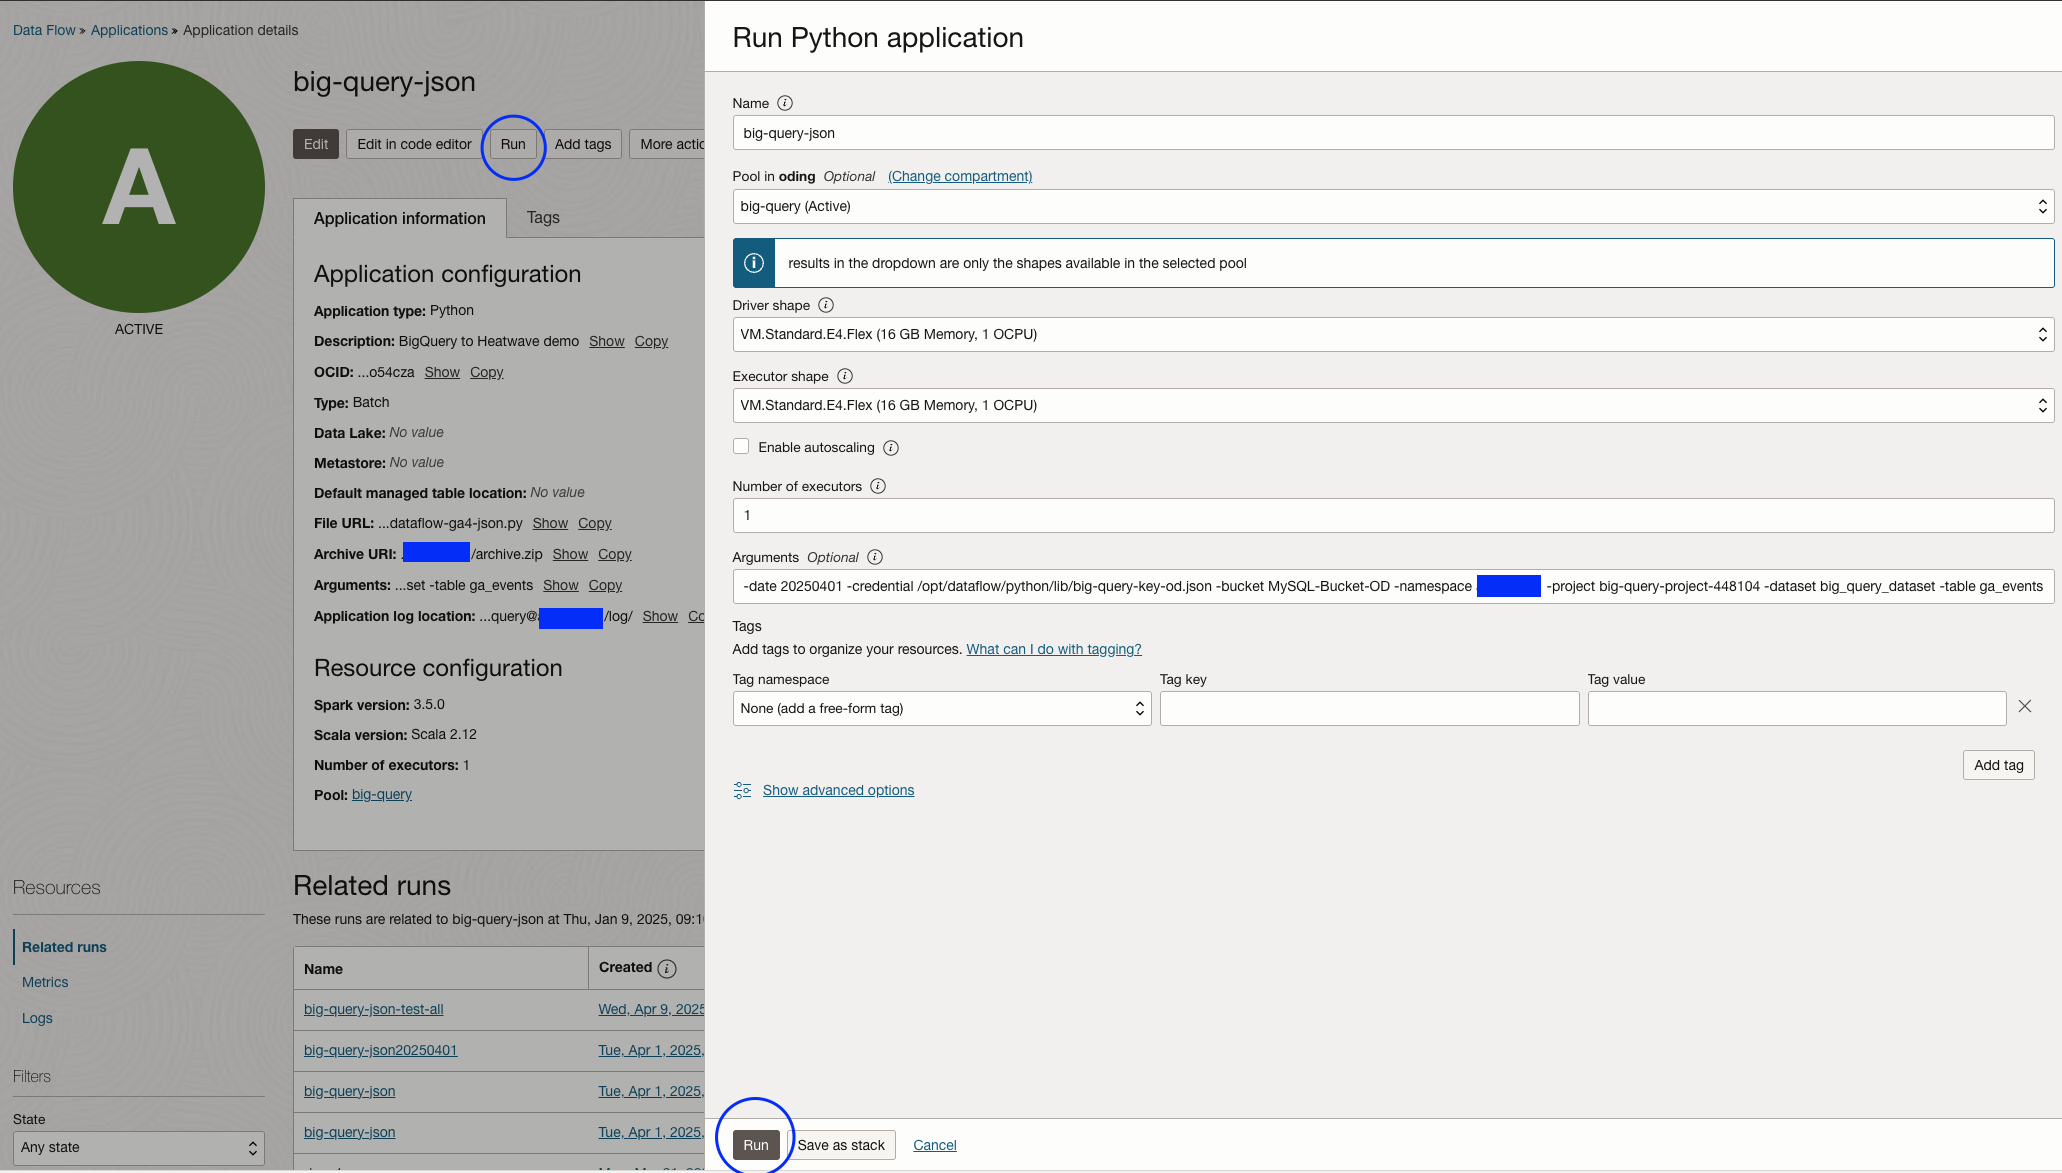 Data Flow » Applications » Application details
A
ACTIVE
big-query-json
Edit
Edit in code editor
Run
Add tags
More actic
Application information
Tags
Application configuration
Application type: Python
Description: BigQuery to Heatwave demo Show Copy
OCID: ...o54cza Show Copy
Type: Batch
Data Lake: No value
Metastore: No value
Default managed table location: No value
File URL: ...dataflow-ga4-json.py Show Copy
Archive URI: /archive.zip Show Copy
Arguments: ...set -table ga_events Show Copy
Application log location: ...query@ /log/ Show Co
Resource configuration
Spark version: 3.5.0
Scala version: Scala 2.12
Number of executors: 1
Pool: big-query
Resources
Related runs
Metrics
Logs
Filters
State
Any state
Related runs
These runs are related to big-query-json at Thu, Jan 9, 2025, 09:1
Name
Created
big-query-json-test-all
Wed, Apr 9, 2025
big-query-json20250401
Tue, Apr 1, 2025,
big-query-json
Tue, Apr 1, 2025,
big-query-json
Tue, Apr 1, 2025,
Run Python application
Name
big-query-json
Pool in oding Optional (Change compartment)
big-query (Active)
results in the dropdown are only the shapes available in the selected pool
Driver shape
VM.Standard.E4.Flex (16 GB Memory, 1 OCPU)
Executor shape
VM.Standard.E4.Flex (16 GB Memory, 1 OCPU)
Enable autoscaling
Number of executors
1
Arguments Optional
-date 20250401 -credential /opt/dataflow/python/lib/big-query-key-od.json -bucket MySQL-Bucket-OD -namespace -project big-query-project-448104 -dataset big_query_dataset -table ga_events
Tags
Add tags to organize your resources. What can I do with tagging?
Tag namespace
None (add a free-form tag)
Tag key
Tag value
Add tag
Show advanced options
Run
Save as stack
Cancel